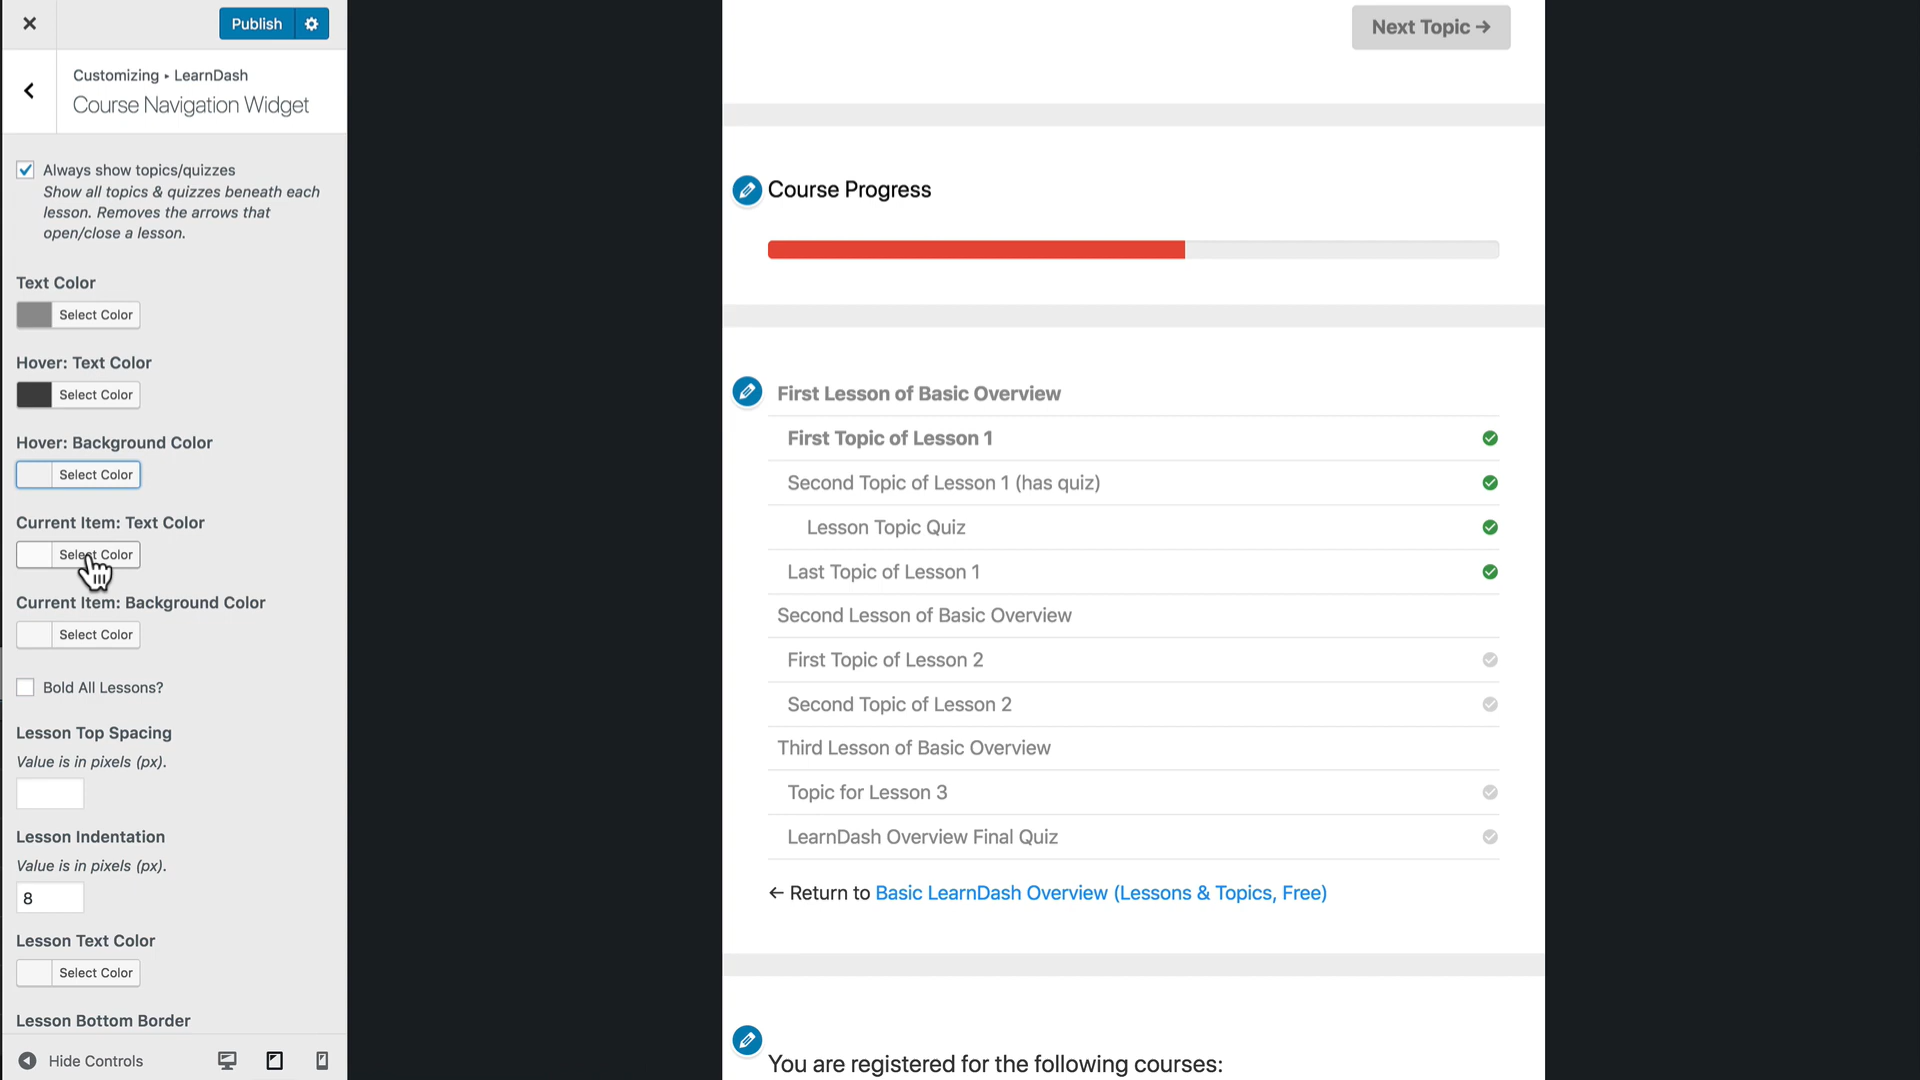 Publish
Customizing ▸ LearnDash
Course Navigation Widget
Always show topics/quizzes
Show all topics & quizzes beneath each
lesson. Removes the arrows that
open/close a lesson.
Text Color
Select Color
Hover: Text Color
Select Color
Hover: Background Color
Select Color
Current Item: Text Color
Select Color
Current Item: Background Color
Select Color
Bold All Lessons?
Lesson Top Spacing
Value is in pixels (px).
Lesson Indentation
Value is in pixels (px).
8
Lesson Text Color
Select Color
Lesson Bottom Border
Hide Controls
Next Topic →
Course Progress
First Lesson of Basic Overview
First Topic of Lesson 1
Second Topic of Lesson 1 (has quiz)
Lesson Topic Quiz
Last Topic of Lesson 1
Second Lesson of Basic Overview
First Topic of Lesson 2
Second Topic of Lesson 2
Third Lesson of Basic Overview
Topic for Lesson 3
LearnDash Overview Final Quiz
← Return to Basic LearnDash Overview (Lessons & Topics, Free)
You are registered for the following courses: